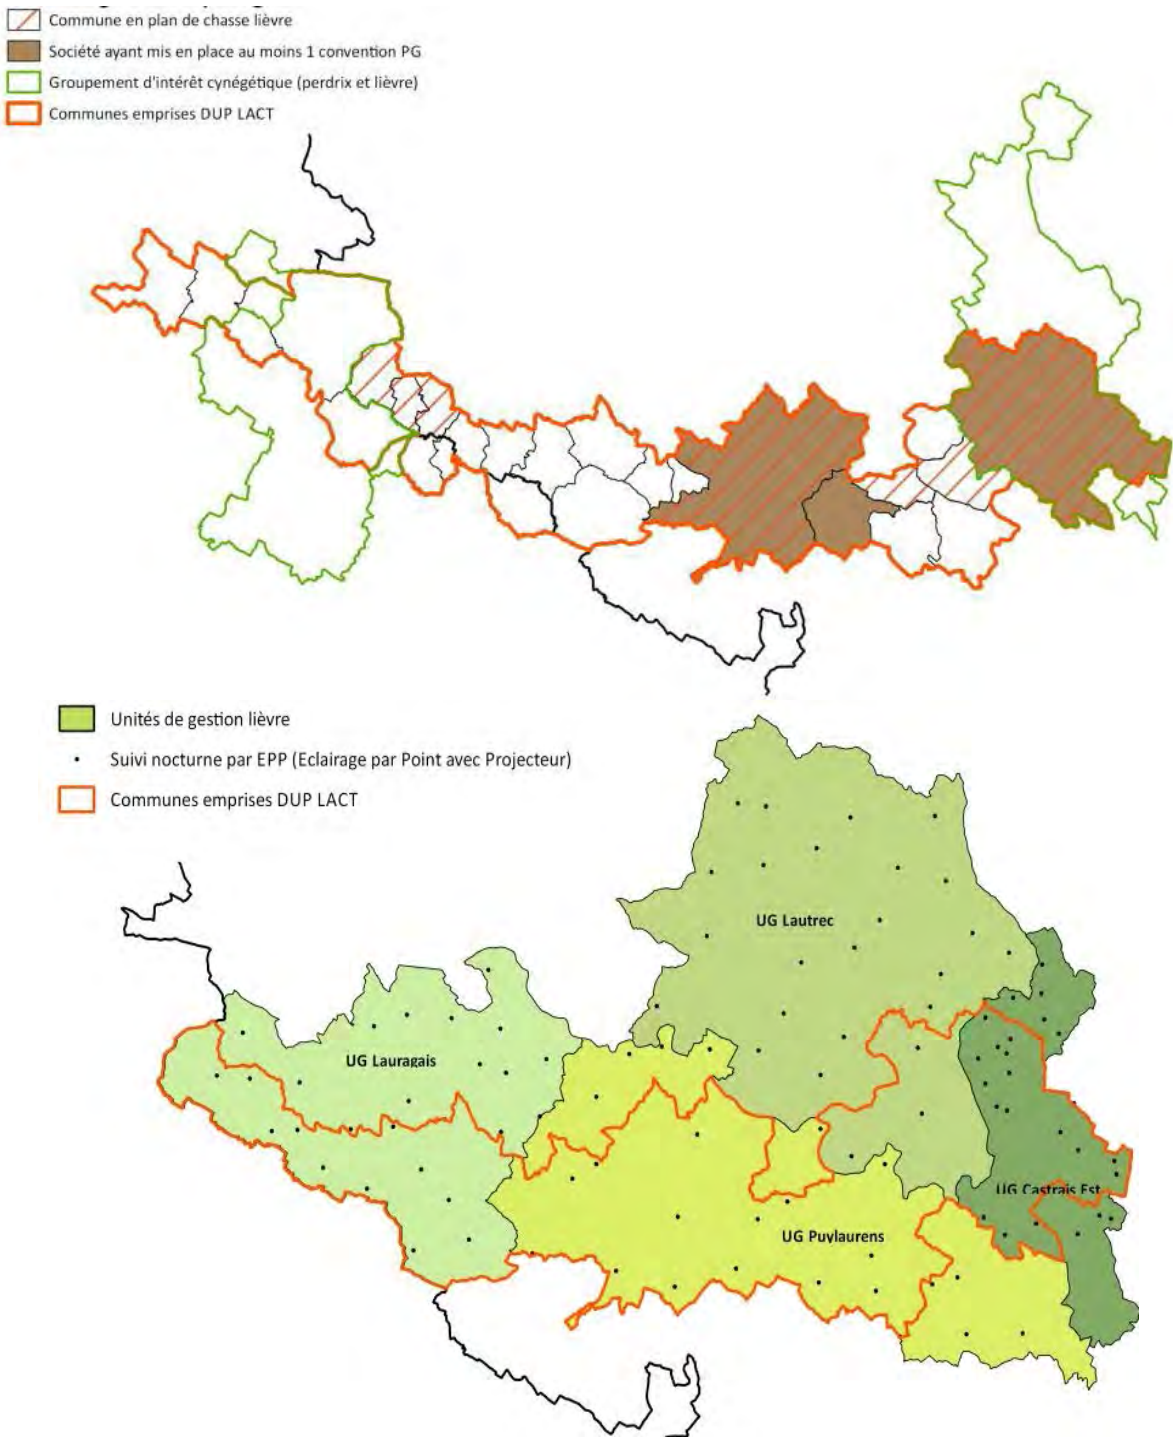 Commune en plan de chasse lièvre
Société ayant mis en place au moins 1 convention PG
Groupement d'intérêt cynégétique (perdrix et lièvre)
Communes emprises DUP LACT
Unités de gestion lièvre
Suivi nocturne par EPP (Eclairage par Point avec Projecteur)
Communes emprises DUP LACT
UG Lautrec
UG Lauragais
UG Castrais Est
UG Puylaurens